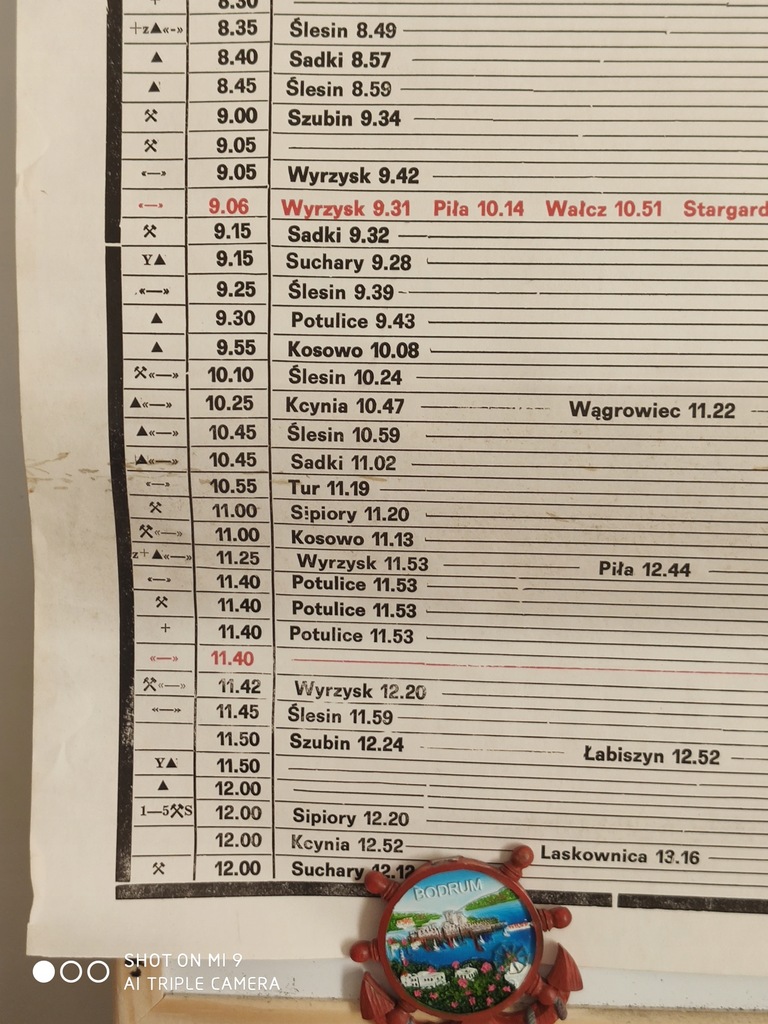 + 8.30
+z▲«-» 8.35 Ślesin 8.49
▲ 8.40 Sadki 8.57
▲ 8.45 Ślesin 8.59
⚒ 9.00 Szubin 9.34
⚒ 9.05
«—» 9.05 Wyrzysk 9.42
«—» 9.06 Wyrzysk 9.31 Piła 10.14 Wałcz 10.51 Stargard
⚒ 9.15 Sadki 9.32
Y▲ 9.15 Suchary 9.28
«—» 9.25 Ślesin 9.39
▲ 9.30 Potulice 9.43
▲ 9.55 Kosowo 10.08
⚒«—» 10.10 Ślesin 10.24
▲«—» 10.25 Kcynia 10.47 Wągrowiec 11.22
▲«—» 10.45 Ślesin 10.59
▲«—» 10.45 Sadki 11.02
«—» 10.55 Tur 11.19
⚒ 11.00 Sipiory 11.20
⚒«—» 11.00 Kosowo 11.13
z+▲«—» 11.25 Wyrzysk 11.53 Piła 12.44
«—» 11.40 Potulice 11.53
⚒ 11.40 Potulice 11.53
+ 11.40 Potulice 11.53
«—» 11.40
⚒«—» 11.42 Wyrzysk 12.20
«—» 11.45 Ślesin 11.59
11.50 Szubin 12.24 Łabiszyn 12.52
Y▲ 11.50
▲ 12.00
1—5⚒S 12.00 Sipiory 12.20
12.00 Kcynia 12.52 Laskownica 13.16
⚒ 12.00 Suchary 12.12
BODRUM
SHOT ON MI 9
AI TRIPLE CAMERA